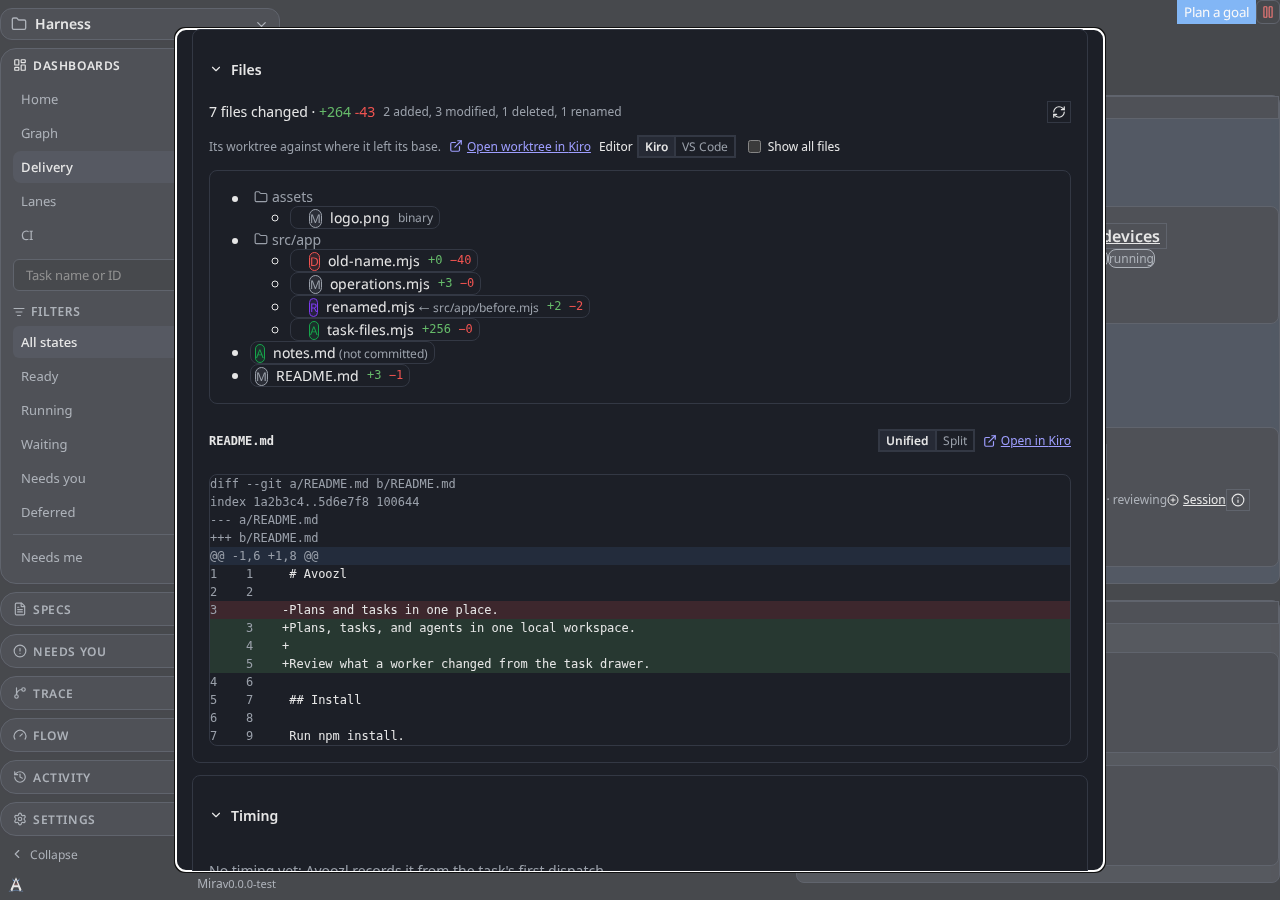 Harness
Plan a goal
DASHBOARDS
Home
Graph
Delivery
Lanes
CI
Task name or ID
FILTERS
All states
Ready
Running
Waiting
Needs you
Deferred
Needs me
SPECS
NEEDS YOU
TRACE
FLOW
ACTIVITY
SETTINGS
Collapse
Mirav0.0.0-test
Files
7 files changed · +264 -43 2 added, 3 modified, 1 deleted, 1 renamed
Its worktree against where it left its base. Open worktree in Kiro Editor Kiro VS Code Show all files
assets
M logo.png binary
src/app
D old-name.mjs +0 −40
M operations.mjs +3 −0
R renamed.mjs ← src/app/before.mjs +2 −2
A task-files.mjs +256 −0
A notes.md (not committed)
M README.md +3 −1
README.md Unified Split Open in Kiro
diff --git a/README.md b/README.md
index 1a2b3c4..5d6e7f8 100644
--- a/README.md
+++ b/README.md
@@ -1,6 +1,8 @@
1 1 # Avoozl
2 2
3 -Plans and tasks in one place.
3 +Plans, tasks, and agents in one local workspace.
4 +
5 +Review what a worker changed from the task drawer.
4 6
5 7 ## Install
6 8
7 9 Run npm install.
Timing
No timing yet: Avoozl records it from the task's first dispatch
devices
running
· reviewing Session